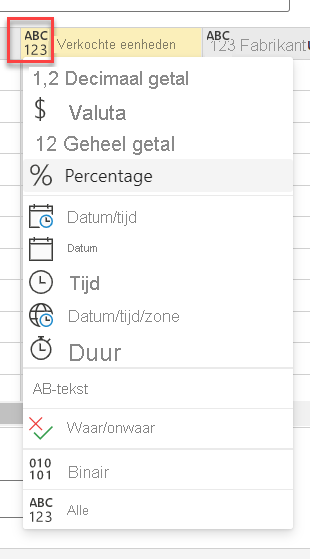 ABC
123 Verkochte eenheden ABC
123 Fabrikant
1,2 Decimaal getal
$ Valuta
12 Geheel getal
% Percentage
Datum/tijd
Datum
Tijd
Datum/tijd/zone
Duur
AB-tekst
Waar/onwaar
010
101 Binair
ABC
123 Alle